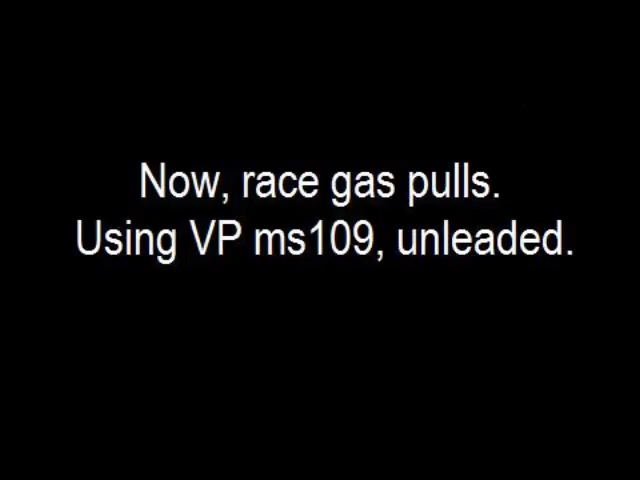 Now, race gas pulls.
Using VP ms109, unleaded.